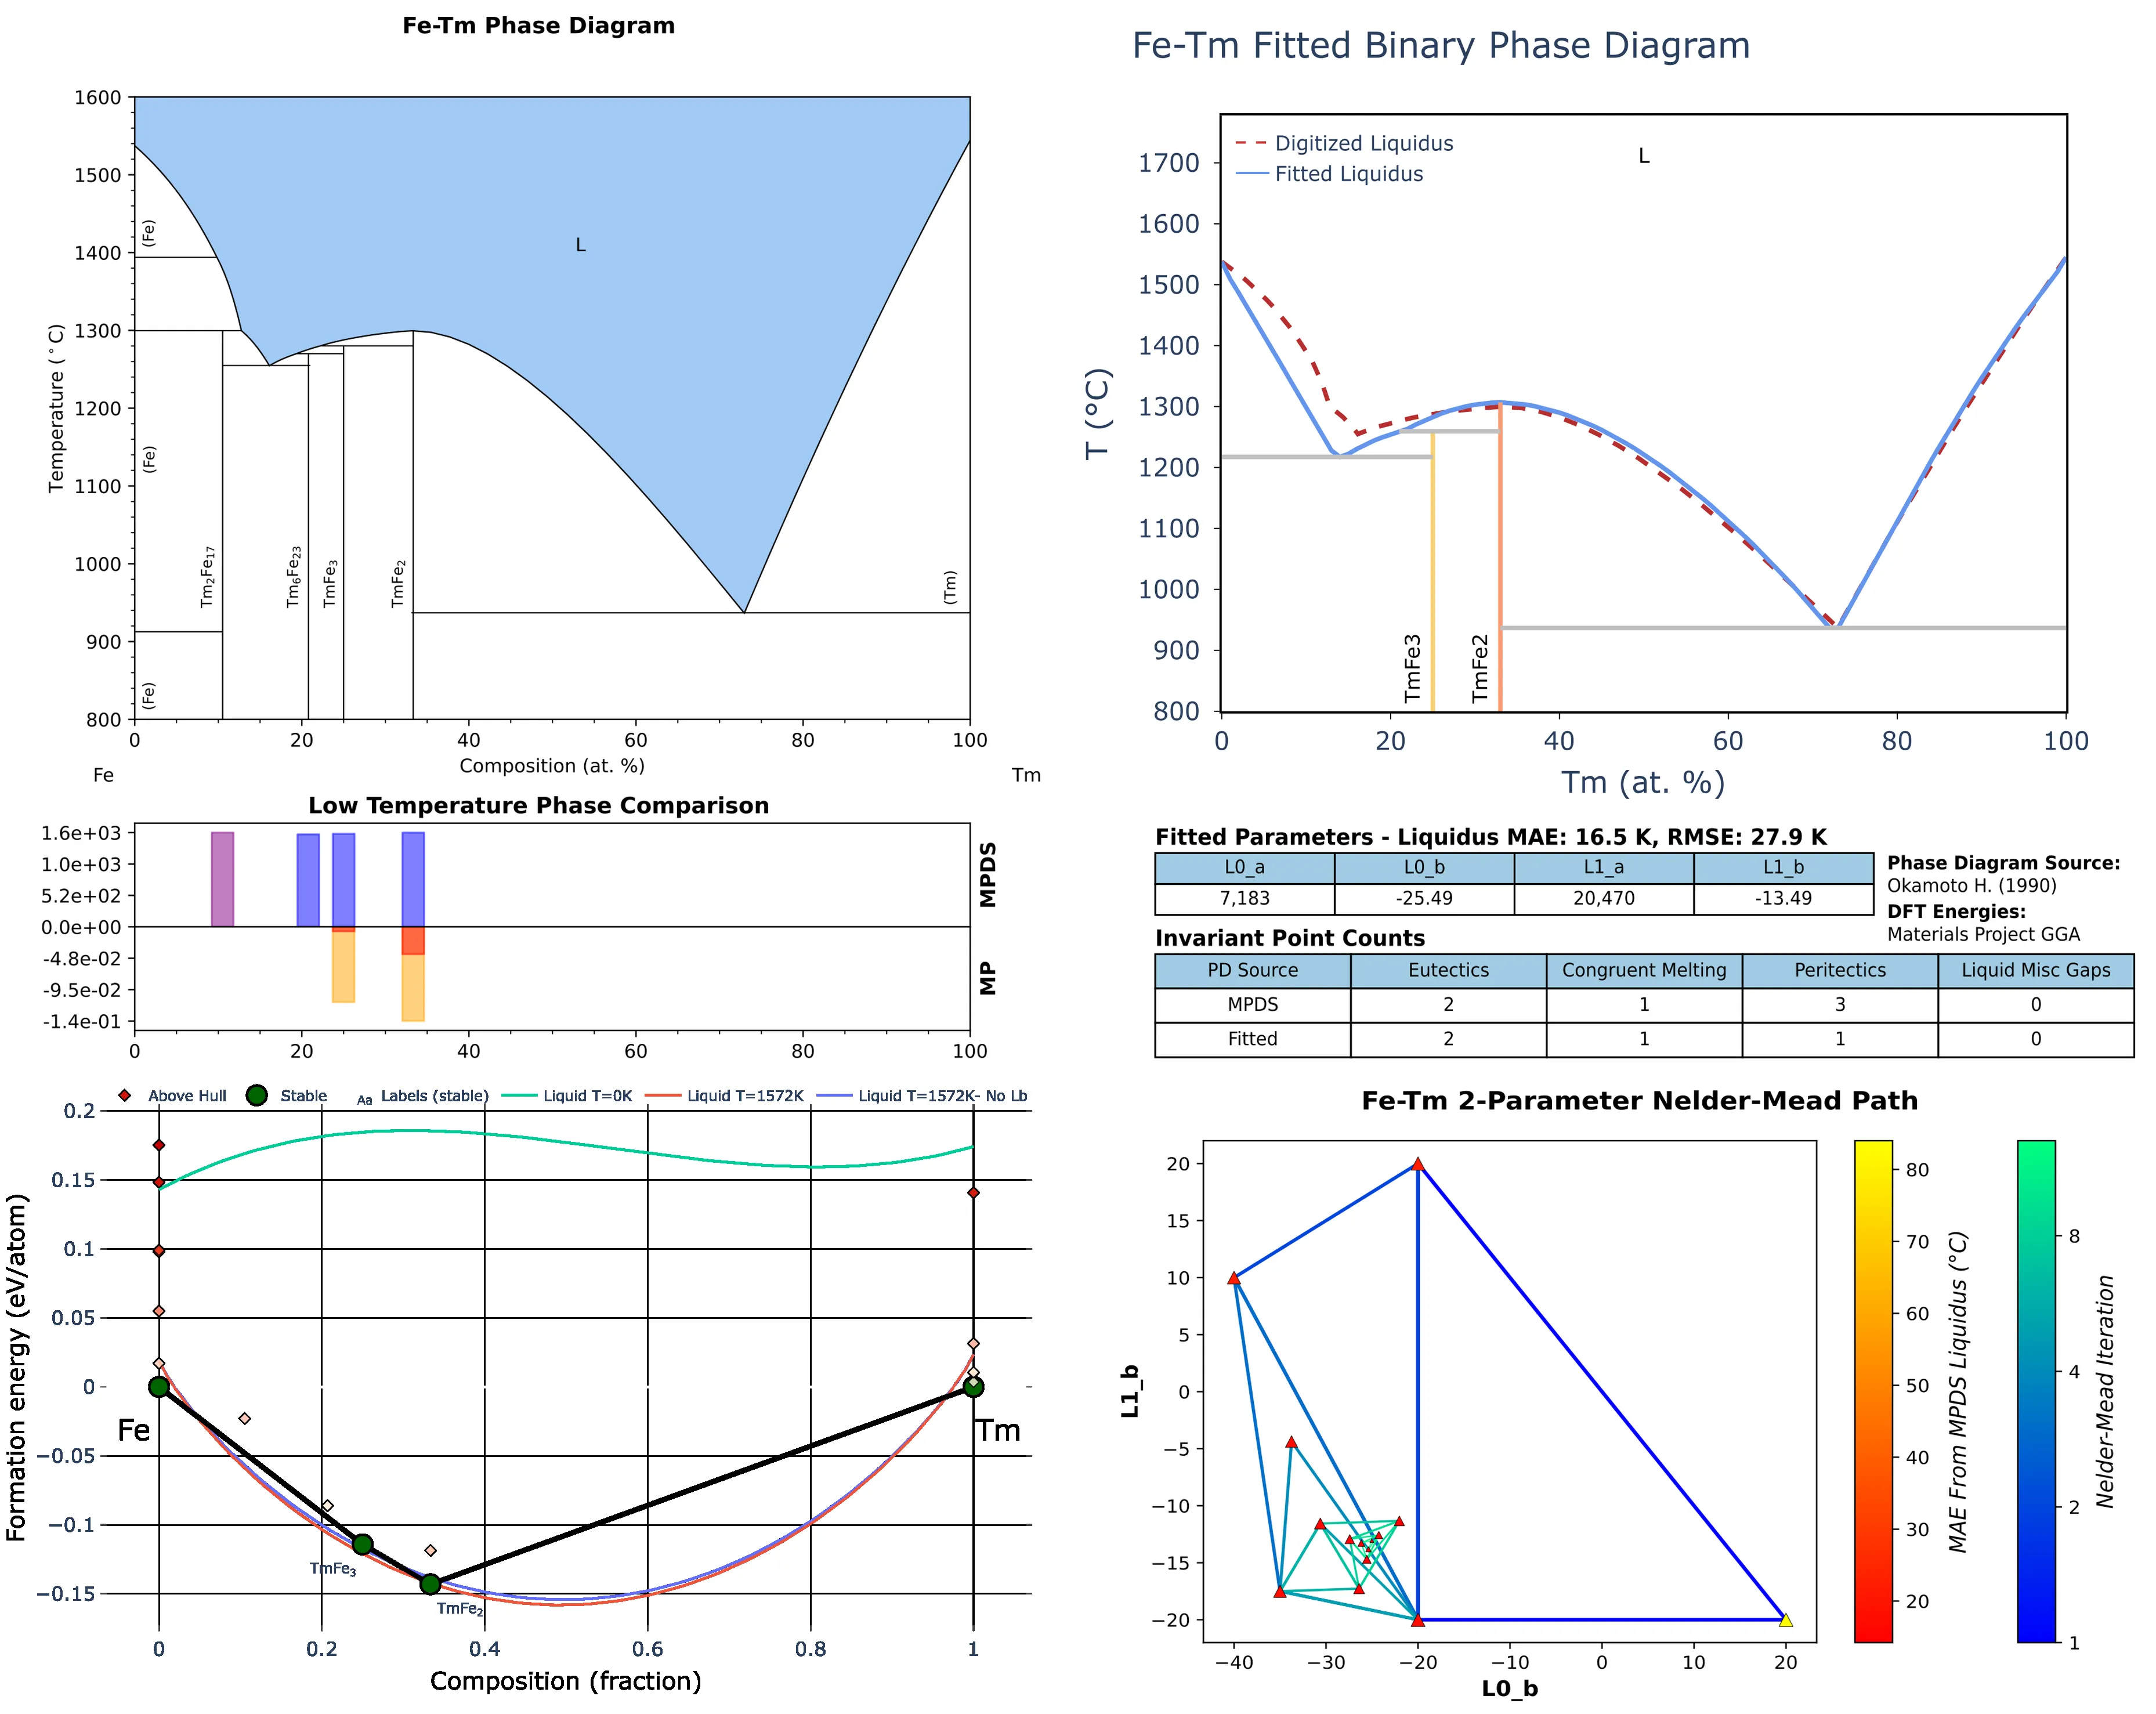 Fe-Tm Phase Diagram
1600
1500
1400
1300
1200
1100
1000
900
800
Temperature (°C)
(Fe)
(Fe)
(Fe)
L
Tm2Fe17
Tm6Fe23
TmFe3
TmFe2
(Tm)
0 20 40 60 80 100
Composition (at. %)
Fe Tm
Fe-Tm Fitted Binary Phase Diagram
Digitized Liquidus
Fitted Liquidus
L
1700
1600
1500
1400
1300
1200
1100
1000
900
800
T (°C)
TmFe3
TmFe2
0 20 40 60 80 100
Tm (at. %)
Low Temperature Phase Comparison
1.6e+03
1.0e+03
5.2e+02
0.0e+00
-4.8e-02
-9.5e-02
-1.4e-01
MPDS
MP
0 20 40 60 80 100
Fitted Parameters - Liquidus MAE: 16.5 K, RMSE: 27.9 K
L0_a L0_b L1_a L1_b
7,183 -25.49 20,470 -13.49
Phase Diagram Source:
Okamoto H. (1990)
DFT Energies:
Materials Project GGA
Invariant Point Counts
PD Source Eutectics Congruent Melting Peritectics Liquid Misc Gaps
MPDS 2 1 3 0
Fitted 2 1 1 0
Above Hull Stable Aa Labels (stable) Liquid T=0K Liquid T=1572K Liquid T=1572K- No Lb
0.2
0.15
0.1
0.05
0
−0.05
−0.1
−0.15
Formation energy (eV/atom)
Fe
Tm
TmFe3
TmFe2
0 0.2 0.4 0.6 0.8 1
Composition (fraction)
Fe-Tm 2-Parameter Nelder-Mead Path
20
15
10
5
0
−5
−10
−15
−20
L1_b
−40 −30 −20 −10 0 10 20
L0_b
80
70
60
50
40
30
20
MAE From MPDS Liquidus (°C)
8
4
2
1
Nelder-Mead Iteration